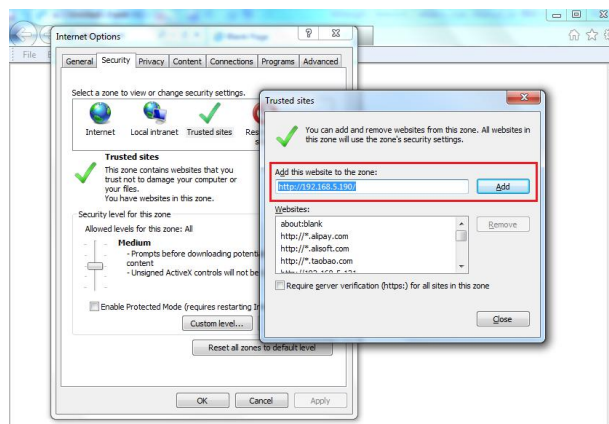 Internet Options
File
General Security Privacy Content Connections Programs Advanced
Select a zone to view or change security settings.
Internet Local intranet Trusted sites
Trusted sites
This zone contains websites that you
trust not to damage your computer or
your files.
You have websites in this zone.
Security level for this zone
Allowed levels for this zone: All
Medium
- Prompts before downloading
content
- Unsigned ActiveX controls will not be
Enable Protected Mode (requires restarting
Custom level...
Reset all zones to default level
OK Cancel Apply
Trusted sites
You can add and remove websites from this zone. All websites in
this zone will use the zone's security settings.
Add this website to the zone:
http://192.168.5.190/
Add
Websites:
about:blank
http://*.alipay.com
http://*.alisoft.com
http://*.taobao.com
Remove
Require server verification (https:) for all sites in this zone
Close